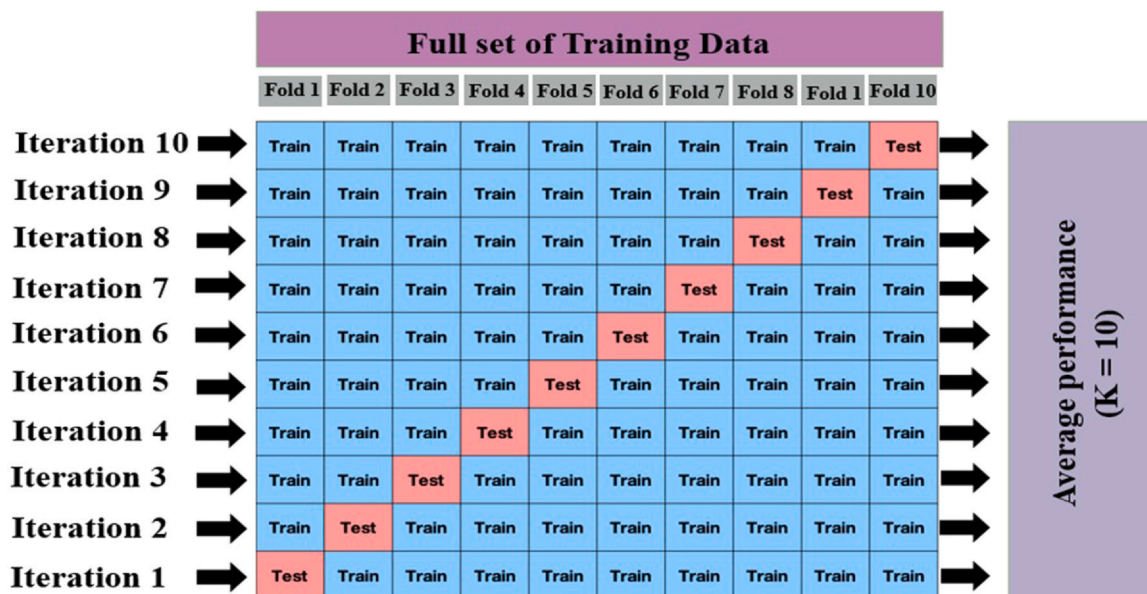 Full set of Training Data
Fold 1 Fold 2 Fold 3 Fold 4 Fold 5 Fold 6 Fold 7 Fold 8 Fold 1 Fold 10
Iteration 10 Train Train Train Train Train Train Train Train Train Test
Iteration 9 Train Train Train Train Train Train Train Train Test Train
Iteration 8 Train Train Train Train Train Train Train Test Train Train
Iteration 7 Train Train Train Train Train Train Test Train Train Train
Iteration 6 Train Train Train Train Train Test Train Train Train Train
Iteration 5 Train Train Train Train Test Train Train Train Train Train
Iteration 4 Train Train Train Test Train Train Train Train Train Train
Iteration 3 Train Train Test Train Train Train Train Train Train Train
Iteration 2 Train Test Train Train Train Train Train Train Train Train
Iteration 1 Test Train Train Train Train Train Train Train Train Train
Average performance
(K = 10)